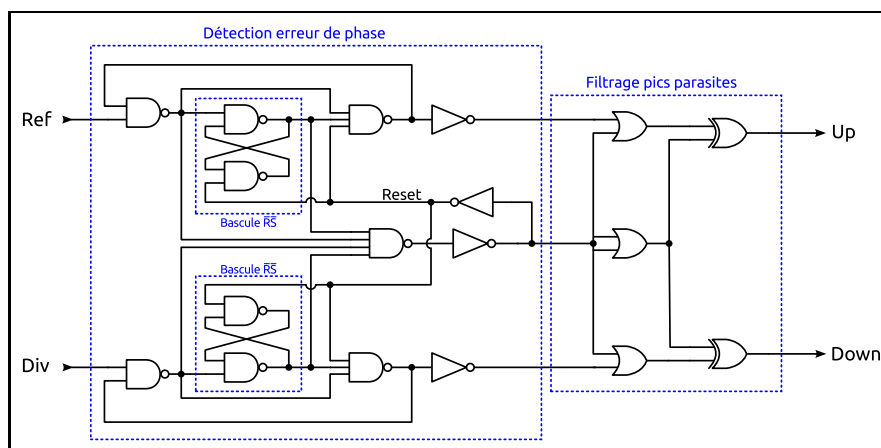 Détection erreur de phase
Filtrage pics parasites
Ref
Up
Reset
Bascule R̅S̅
Bascule R̅S̅
Div
Down